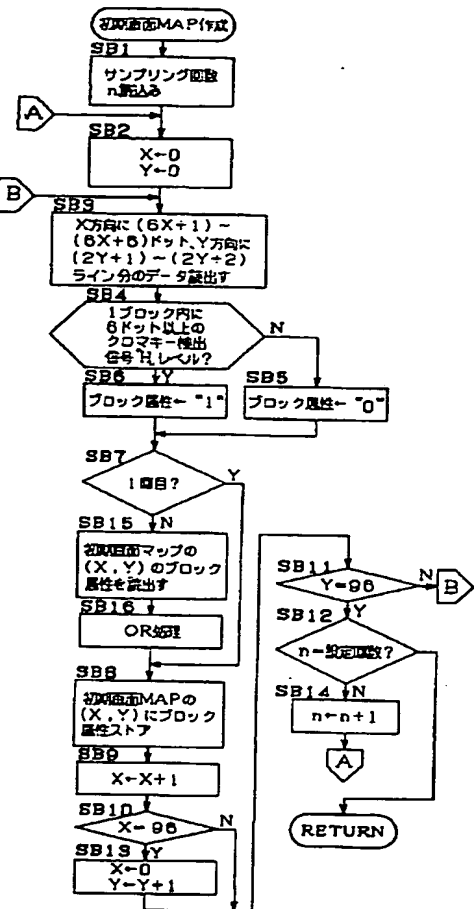 初期画面MAP作成
SB1
サンプリング回数
n読込み
A
SB2
X←0
Y←0
B
SB3
X方向に(6X+1)~
(6X+6)ドット、Y方向に
(2Y+1)~(2Y+2)
ライン分のデータ読出す
SB4
1ブロック内に
6ドット以上の
クロマキー検出
信号"H"レベル?
N
SB6
Y
SB5
ブロック属性←"1"
ブロック属性←"0"
SB7
1回目?
Y
N
SB15
初期画面マップの
(X,Y)のブロック
属性を読出す
SB16
OR処理
SB8
初期画面MAPの
(X,Y)にブロック
属性ストア
SB9
X←X+1
SB10
X=96
N
SB13
Y
X←0
Y←Y+1
SB11
Y=96
N
B
SB12
Y
n=設定回数?
Y
SB14
N
n←n+1
A
RETURN